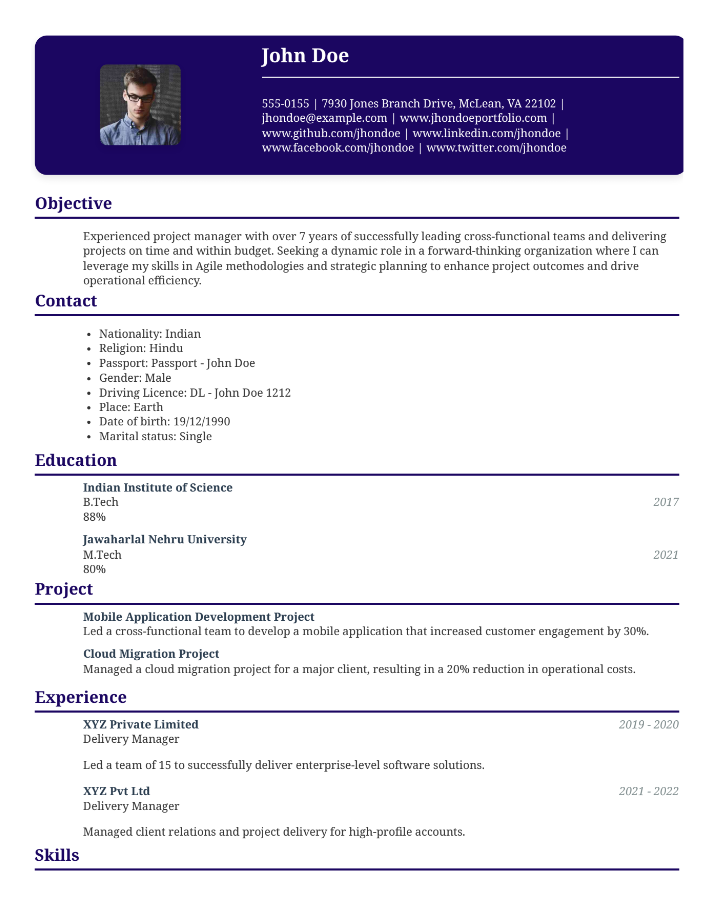 John Doe
555-0155 | 7930 Jones Branch Drive, McLean, VA 22102 |
jhondoe@example.com | www.jhondoeportfolio.com |
www.github.com/jhondoe | www.linkedin.com/jhondoe |
www.facebook.com/jhondoe | www.twitter.com/jhondoe
Objective
Experienced project manager with over 7 years of successfully leading cross-functional teams and delivering
projects on time and within budget. Seeking a dynamic role in a forward-thinking organization where I can
leverage my skills in Agile methodologies and strategic planning to enhance project outcomes and drive
operational efficiency.
Contact
• Nationality: Indian
• Religion: Hindu
• Passport: Passport - John Doe
• Gender: Male
• Driving Licence: DL - John Doe 1212
• Place: Earth
• Date of birth: 19/12/1990
• Marital status: Single
Education
Indian Institute of Science
B.Tech 2017
88%
Jawaharlal Nehru University
M.Tech 2021
80%
Project
Mobile Application Development Project
Led a cross-functional team to develop a mobile application that increased customer engagement by 30%.
Cloud Migration Project
Managed a cloud migration project for a major client, resulting in a 20% reduction in operational costs.
Experience
XYZ Private Limited 2019 - 2020
Delivery Manager
Led a team of 15 to successfully deliver enterprise-level software solutions.
XYZ Pvt Ltd 2021 - 2022
Delivery Manager
Managed client relations and project delivery for high-profile accounts.
Skills